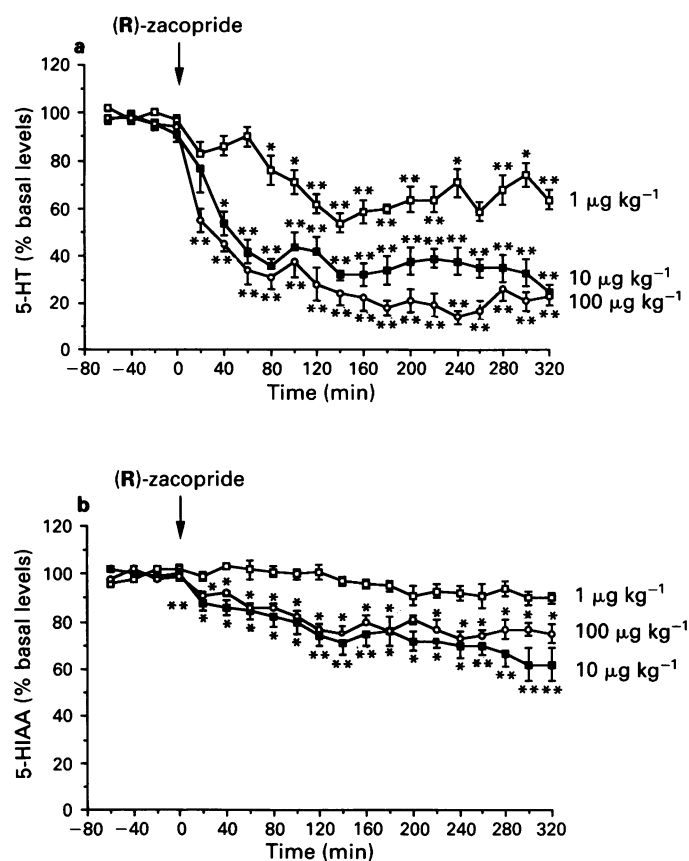 (R)-zacopride
a
120
100
80
60
40
20
0
5-HT (% basal levels)
* * ** ** ** ** ** ** * ** * **
1 μg kg⁻¹
* ** ** ** ** ** ** ** ** ** ** ** ** ** **
10 μg kg⁻¹
100 μg kg⁻¹
** ** ** ** ** ** ** ** ** ** ** ** ** ** ** **
−80 −40 0 40 80 120 160 200 240 280 320
Time (min)
(R)-zacopride
b
120
100
80
60
40
20
0
5-HIAA (% basal levels)
1 μg kg⁻¹
* * * * * * * * * * * * * *
100 μg kg⁻¹
** * * * * * ** ** ** * * * * ** ** ** **
10 μg kg⁻¹
−80 −40 0 40 80 120 160 200 240 280 320
Time (min)